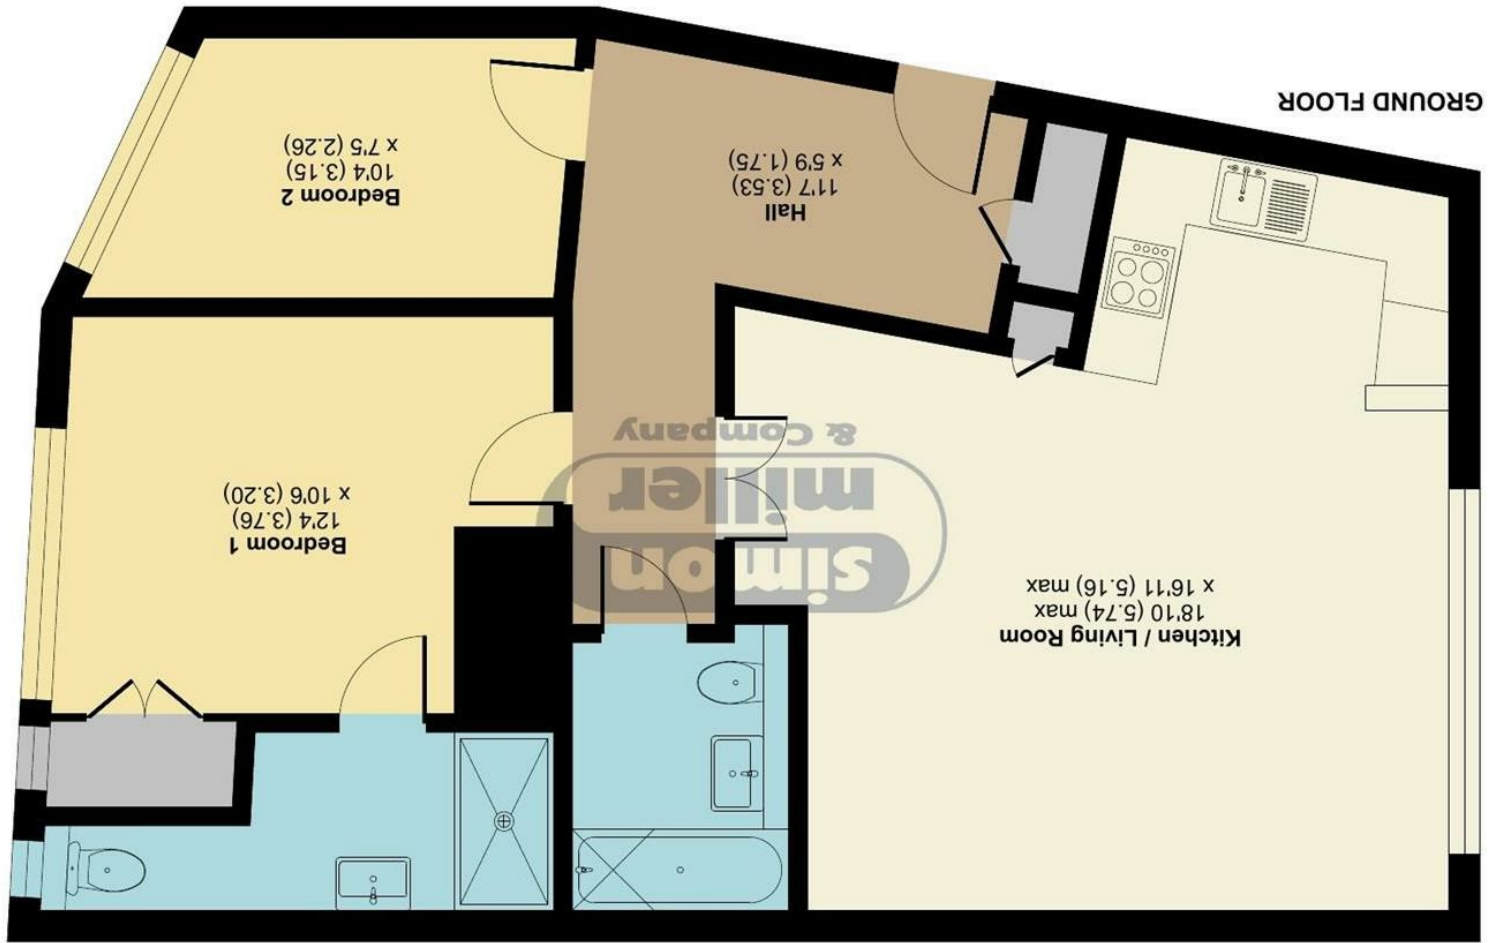 GROUND FLOOR
Kitchen / Living Room
18'10 (5.74) max
x 16'11 (5.16) max
Bedroom 1
12'4 (3.76)
x 10'6 (3.20)
simon
miller
& Company
Hall
11'7 (3.53)
x 5'9 (1.75)
Bedroom 2
10'4 (3.15)
x 7'5 (2.26)